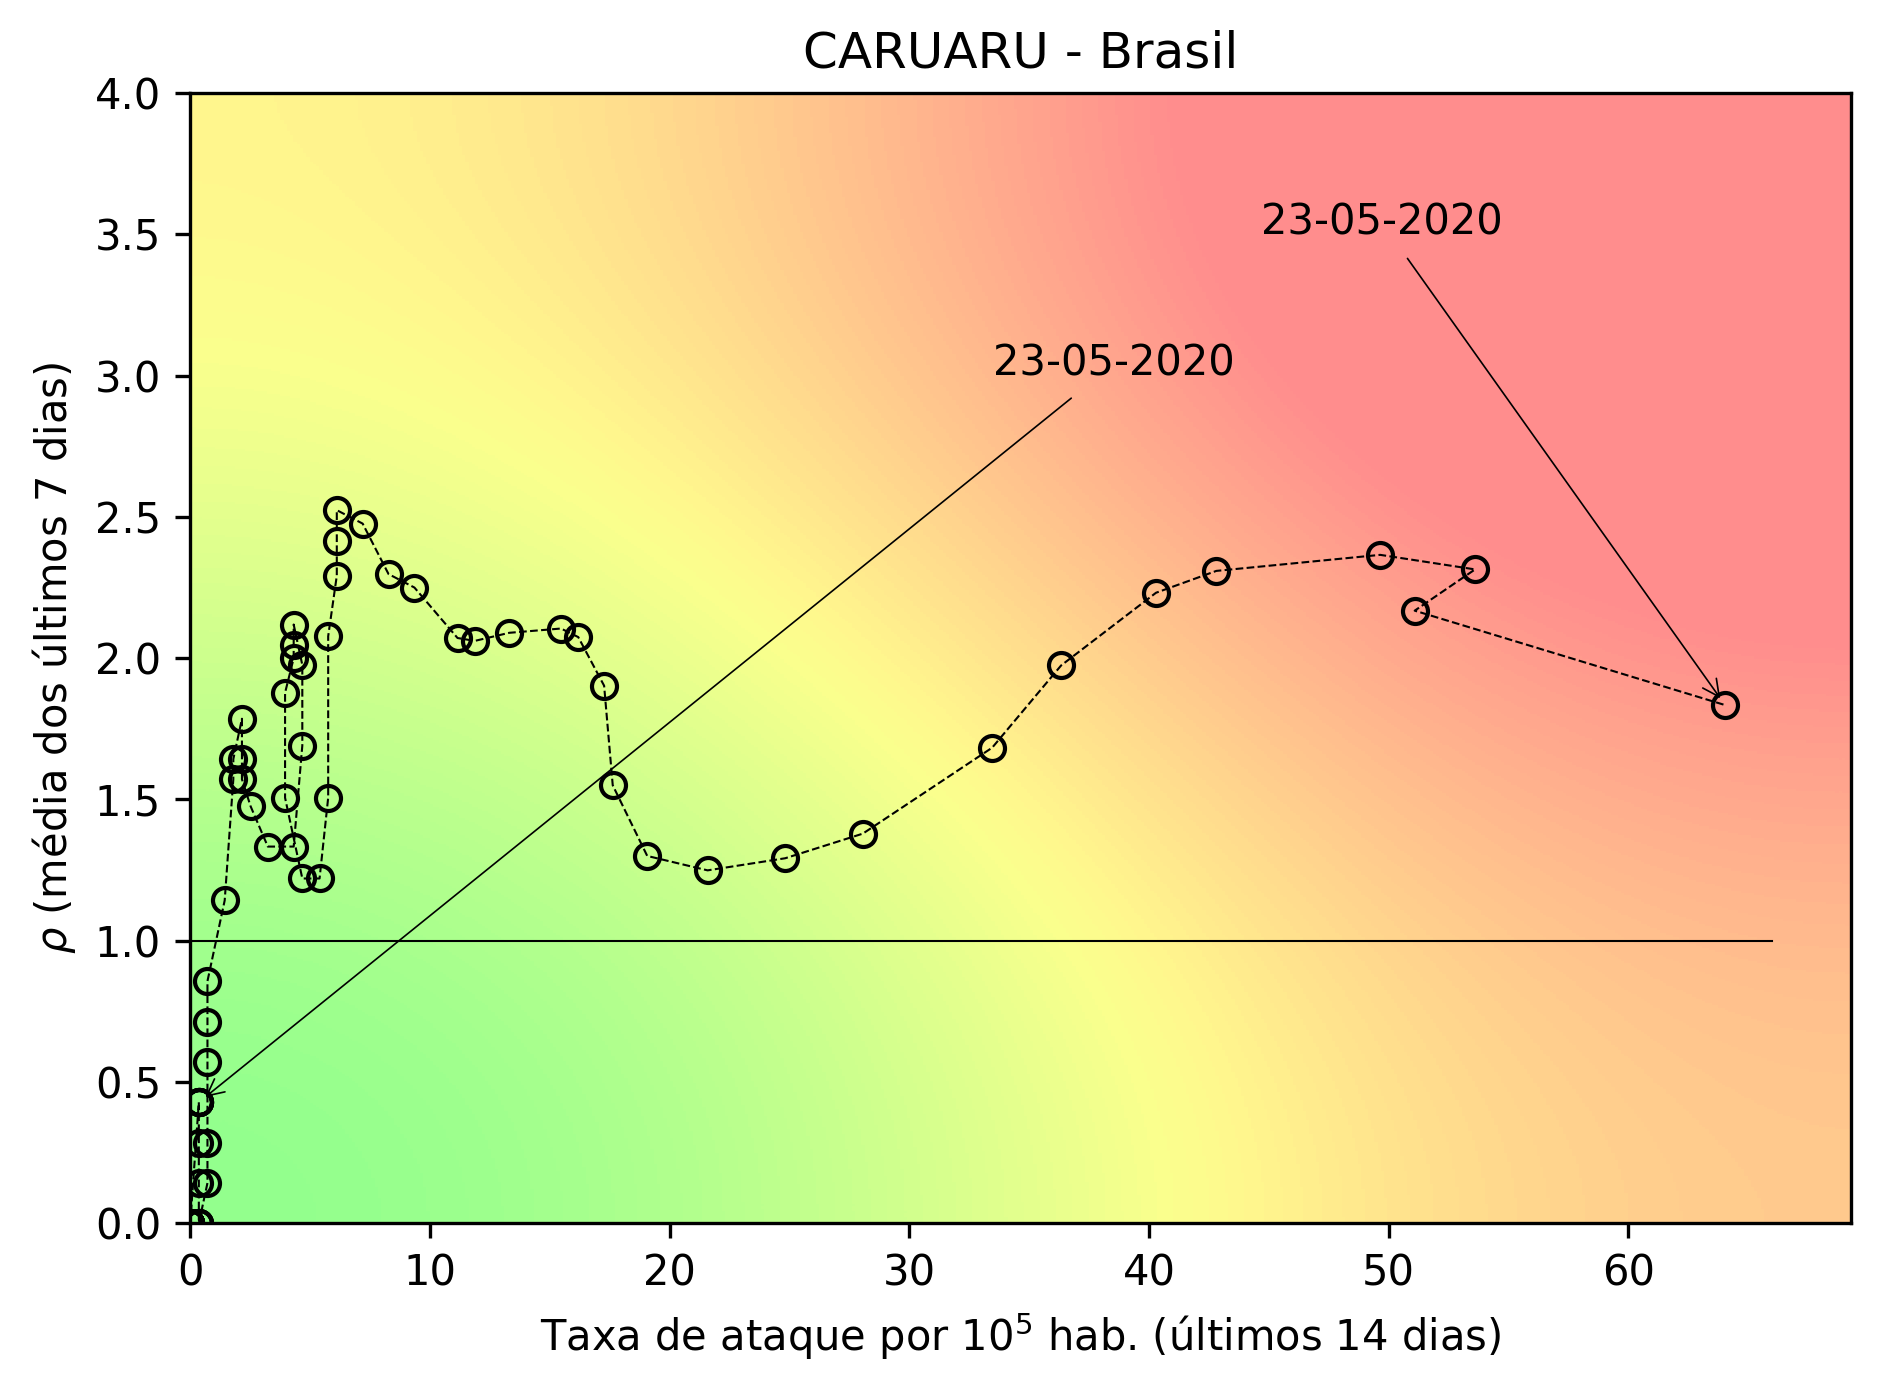 CARUARU - Brasil
4.0
3.5
3.0
2.5
2.0
1.5
1.0
0.5
0.0
ρ (média dos últimos 7 dias)
23-05-2020
23-05-2020
0 10 20 30 40 50 60
Taxa de ataque por 10⁵ hab. (últimos 14 dias)